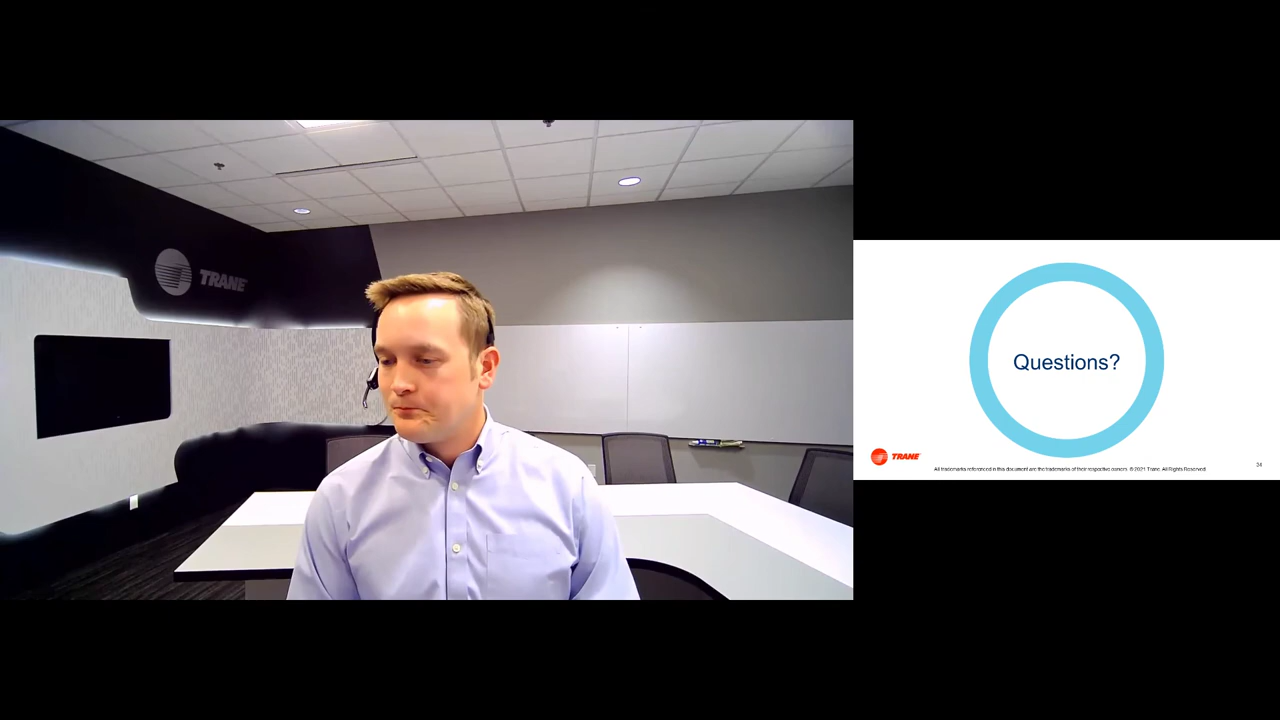 TRANE
Questions?
TRANE
All trademarks referenced in this document are the trademarks of their respective owners. © 2021 Trane. All Rights Reserved.
34